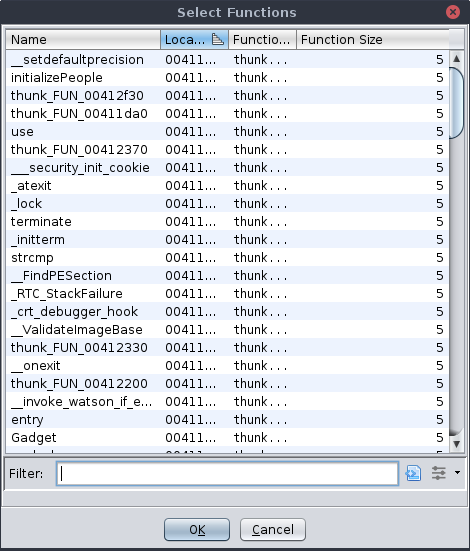 Select Functions
Name Loca... Functio... Function Size
__setdefaultprecision 00411... thunk... 5
initializePeople 00411... thunk... 5
thunk_FUN_00412f30 00411... thunk... 5
thunk_FUN_00411da0 00411... thunk... 5
use 00411... thunk... 5
thunk_FUN_00412370 00411... thunk... 5
___security_init_cookie 00411... thunk... 5
_atexit 00411... thunk... 5
_lock 00411... thunk... 5
terminate 00411... thunk... 5
_initterm 00411... thunk... 5
strcmp 00411... thunk... 5
__FindPESection 00411... thunk... 5
_RTC_StackFailure 00411... thunk... 5
_crt_debugger_hook 00411... thunk... 5
__ValidateImageBase 00411... thunk... 5
thunk_FUN_00412330 00411... thunk... 5
__onexit 00411... thunk... 5
thunk_FUN_00412200 00411... thunk... 5
__invoke_watson_if_e... 00411... thunk... 5
entry 00411... thunk... 5
Gadget 00411... thunk... 5
Filter:
OK Cancel